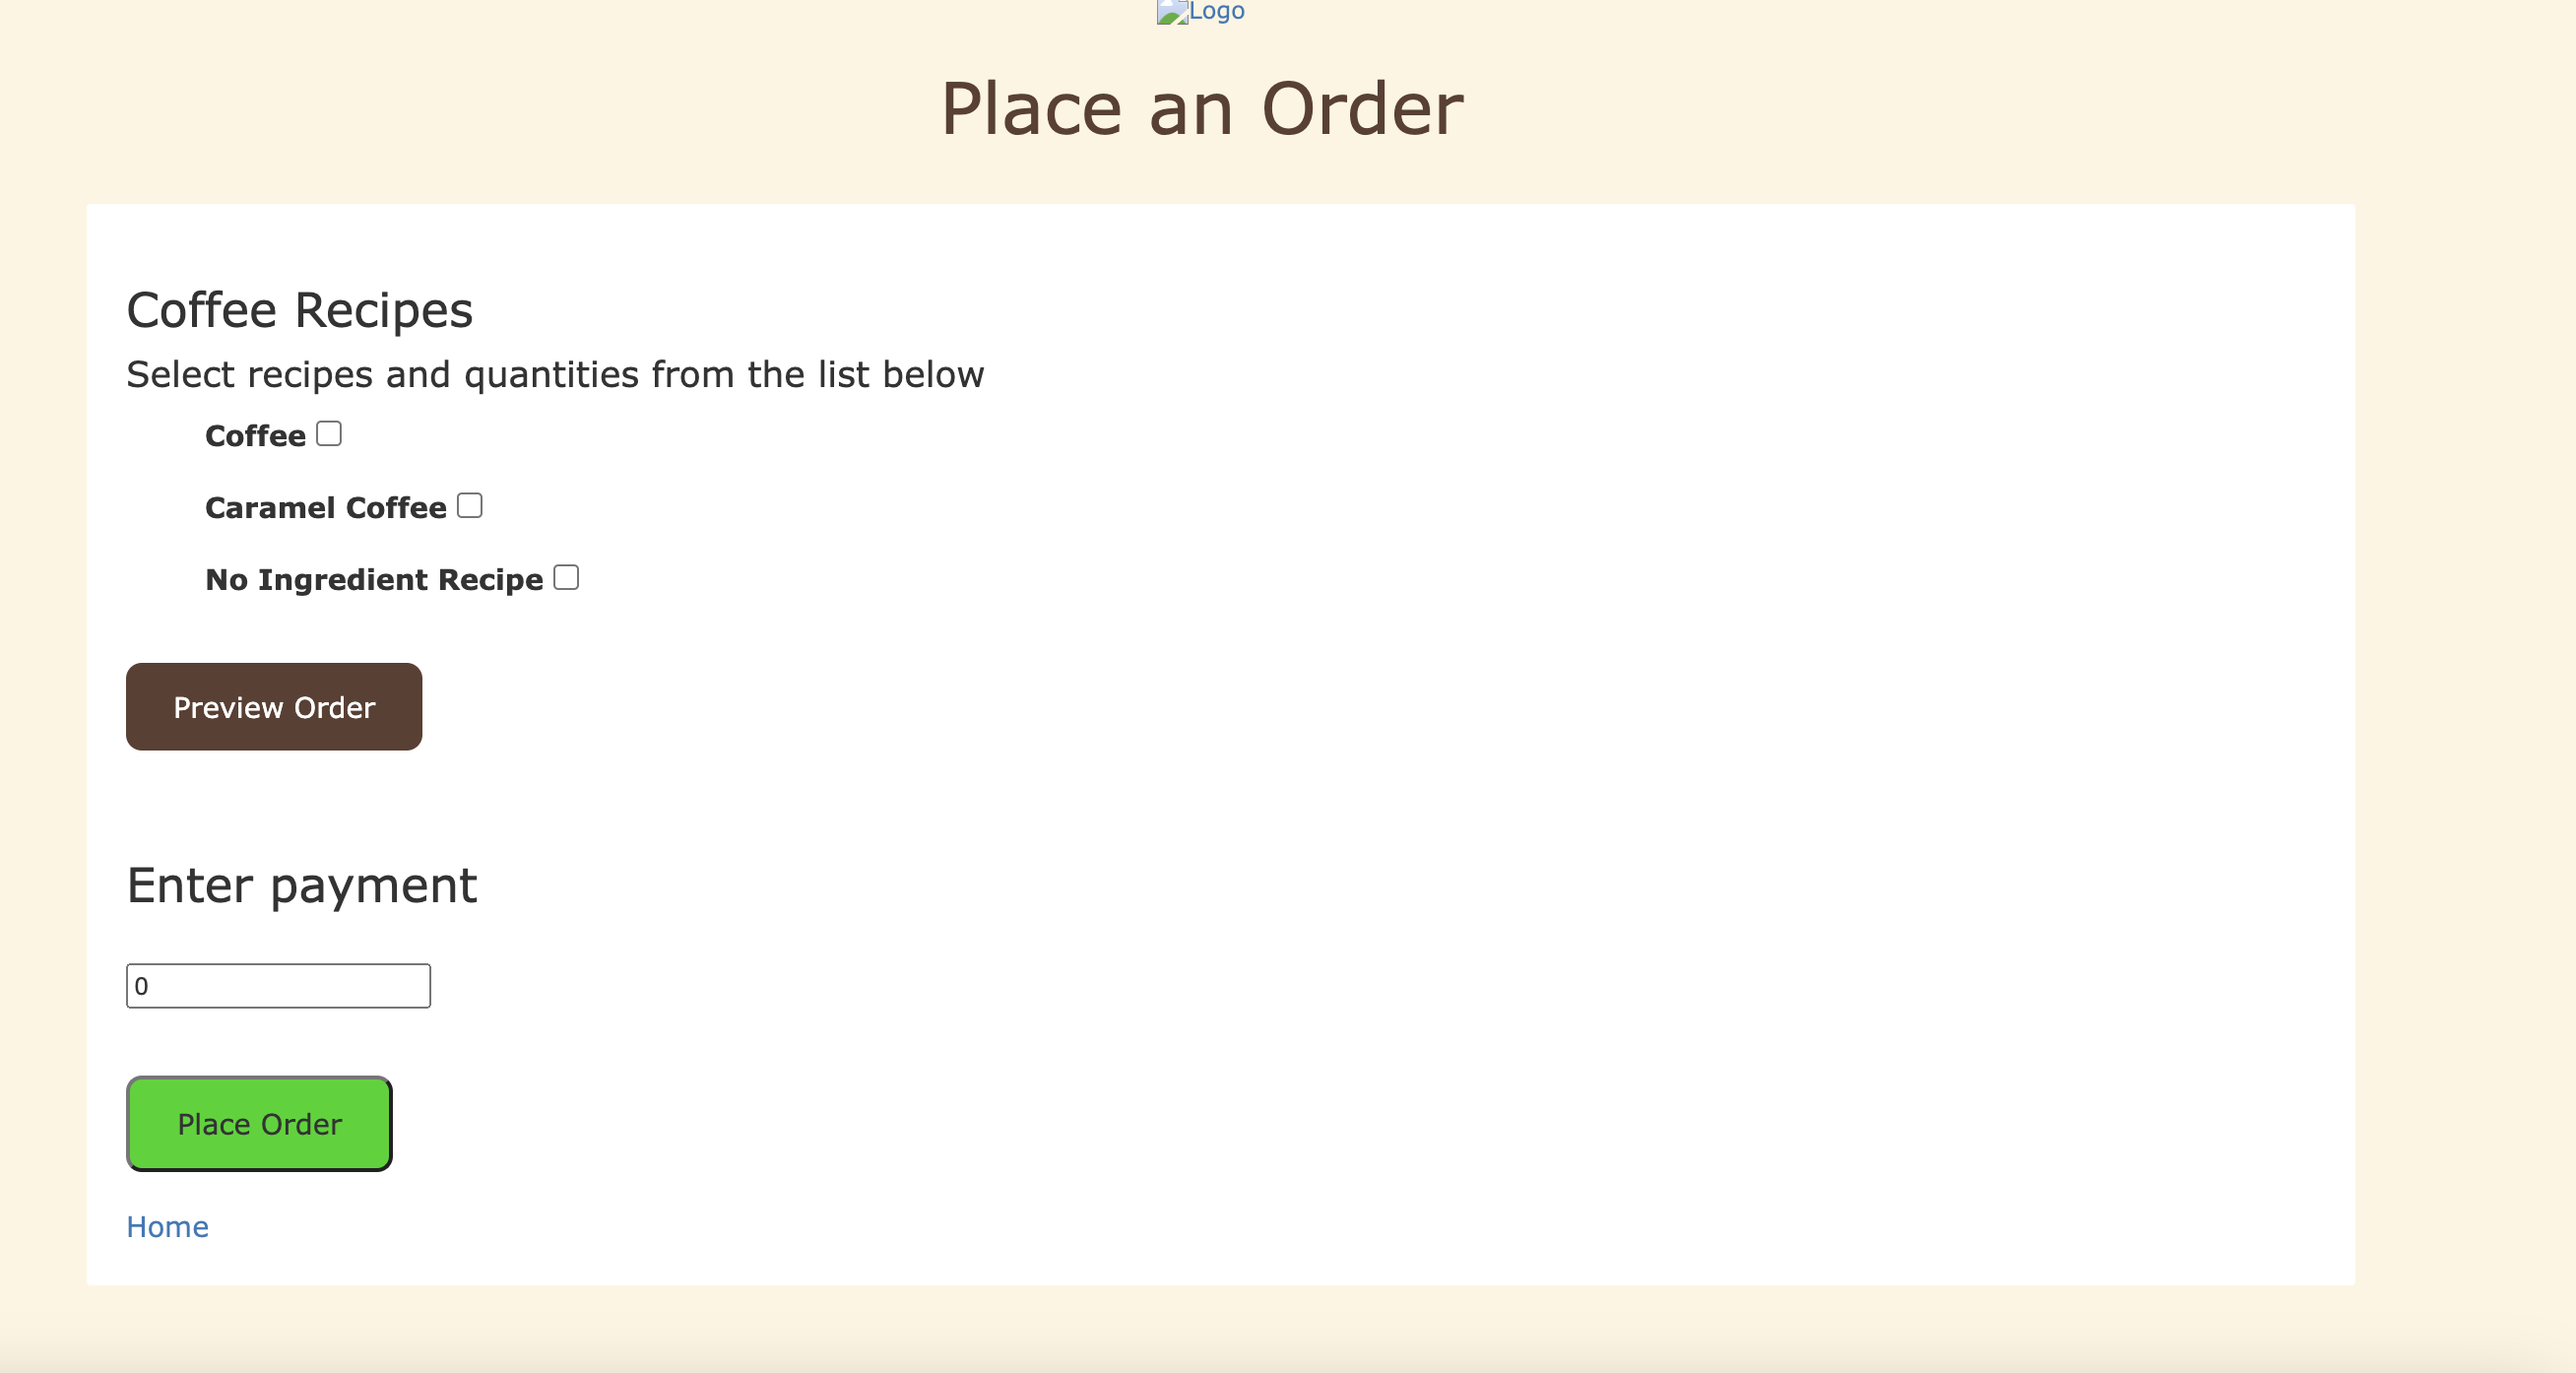 Logo
Place an Order
Coffee Recipes
Select recipes and quantities from the list below
Coffee
Caramel Coffee
No Ingredient Recipe
Preview Order
Enter payment
0
Place Order
Home